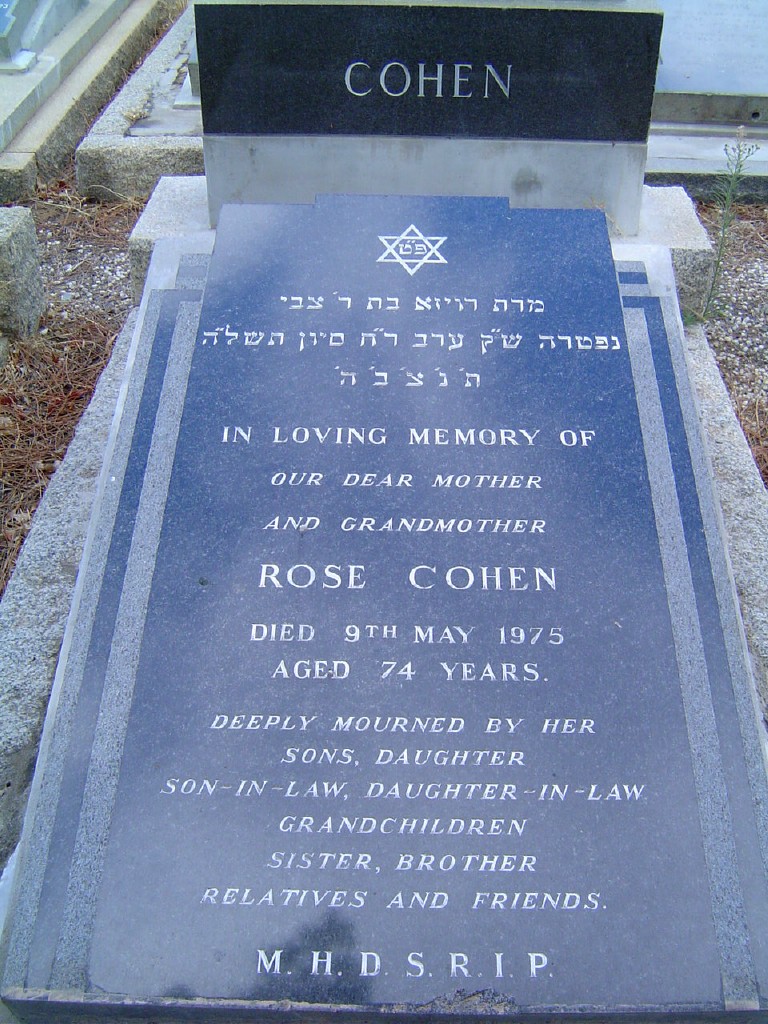 COHEN
פ"ט
מרת רויזא בת ר' צבי
נפטרה ש"ק ערב ר"ח סיון תשל"ה
ת' נ' צ' ב' ה'
IN LOVING MEMORY OF
OUR DEAR MOTHER
AND GRANDMOTHER
ROSE COHEN
DIED 9TH MAY 1975
AGED 74 YEARS.
DEEPLY MOURNED BY HER
SONS, DAUGHTER
SON-IN-LAW, DAUGHTER-IN-LAW
GRANDCHILDREN
SISTER, BROTHER
RELATIVES AND FRIENDS.
M. H. D. S. R. I. P.